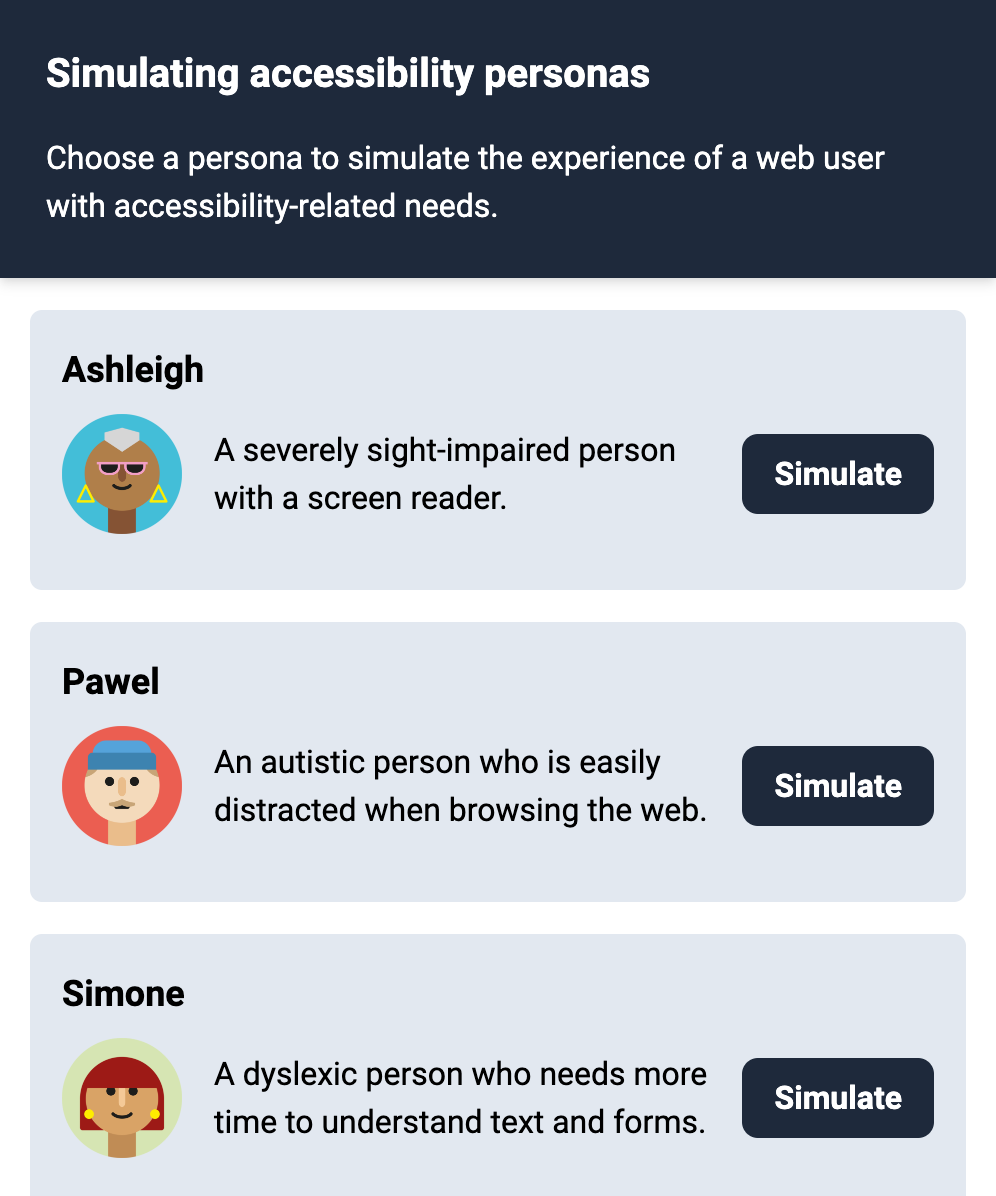 Simulating accessibility personas
Choose a persona to simulate the experience of a web user
with accessibility-related needs.
Ashleigh
A severely sight-impaired person
with a screen reader.
Simulate
Pawel
An autistic person who is easily
distracted when browsing the web.
Simulate
Simone
A dyslexic person who needs more
time to understand text and forms.
Simulate